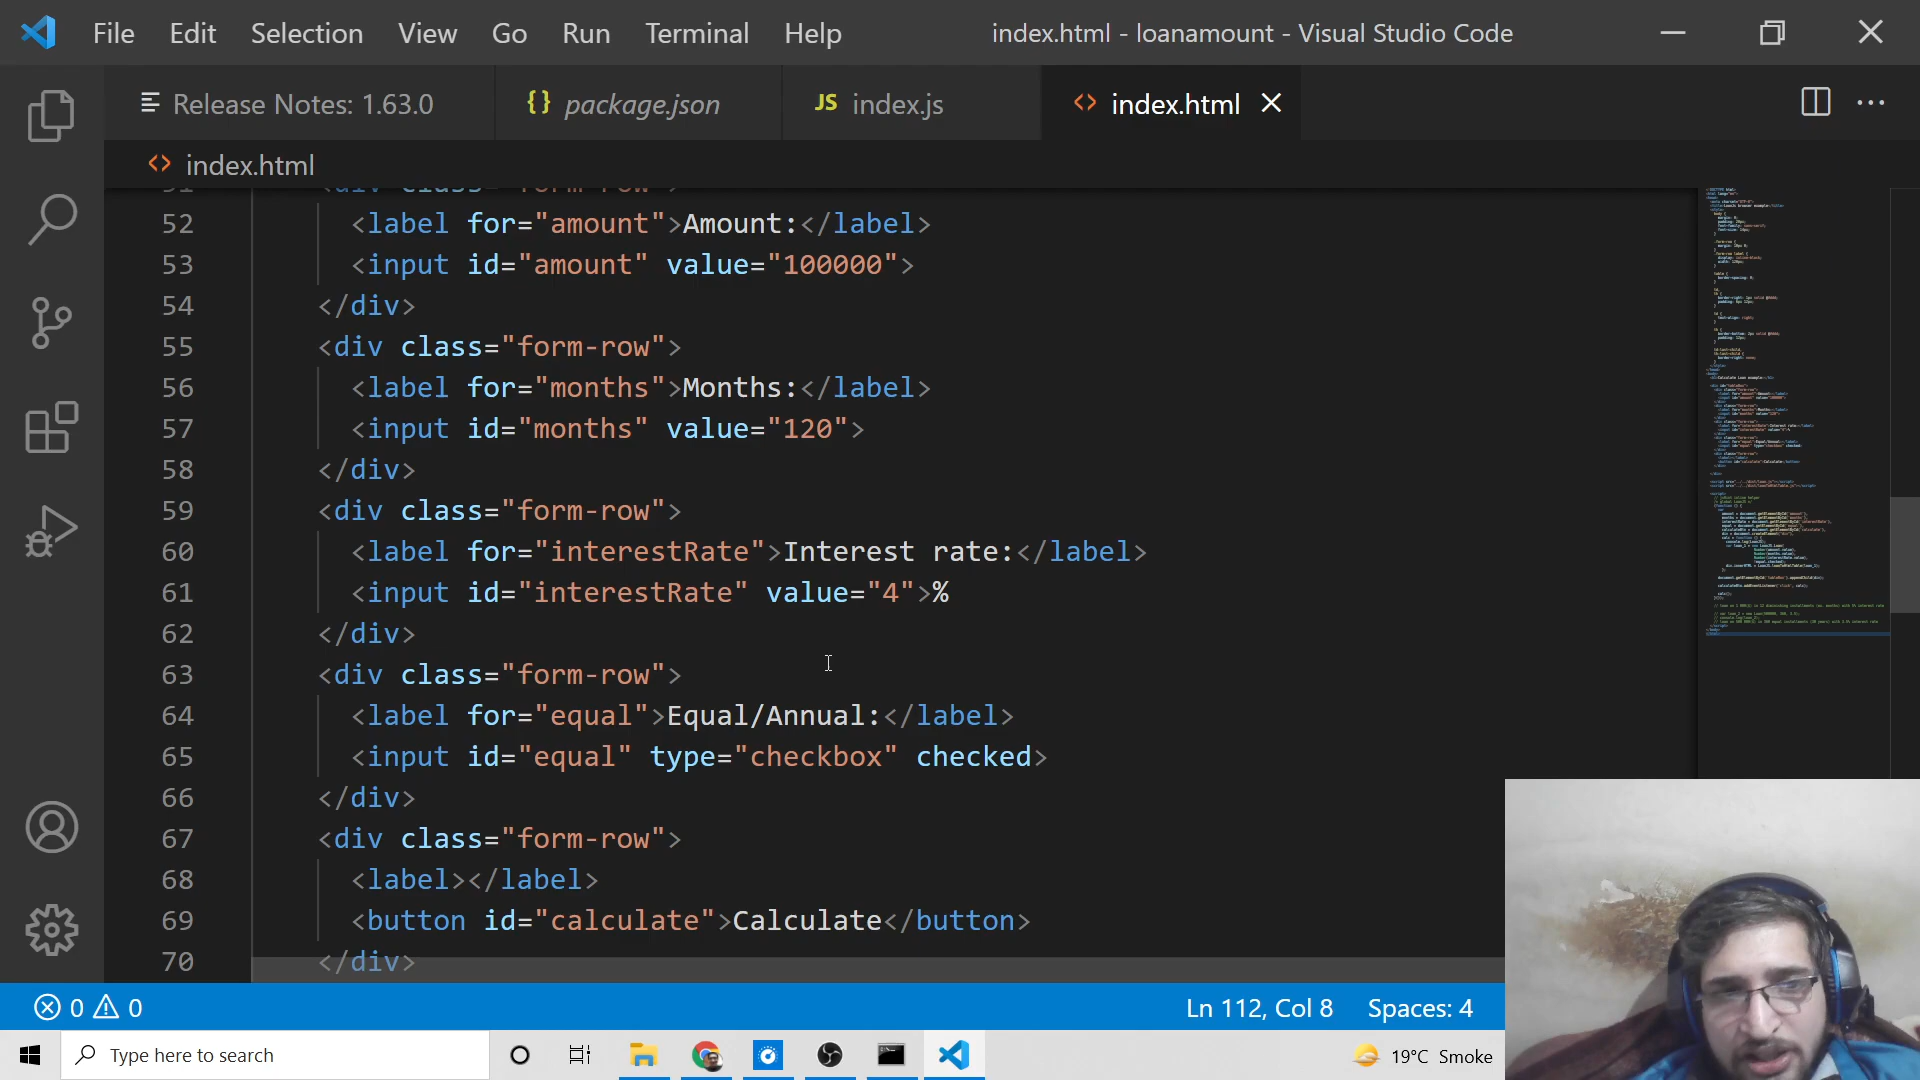 File Edit Selection View Go Run Terminal Help index.html - loanamount - Visual Studio Code
Release Notes: 1.63.0 {} package.json JS index.js <> index.html
<> index.html
51 <div class="form-row">
52 <label for="amount">Amount:</label>
53 <input id="amount" value="100000">
54 </div>
55 <div class="form-row">
56 <label for="months">Months:</label>
57 <input id="months" value="120">
58 </div>
59 <div class="form-row">
60 <label for="interestRate">Interest rate:</label>
61 <input id="interestRate" value="4">%
62 </div>
63 <div class="form-row">
64 <label for="equal">Equal/Annual:</label>
65 <input id="equal" type="checkbox" checked>
66 </div>
67 <div class="form-row">
68 <label></label>
69 <button id="calculate">Calculate</button>
70 </div>
0 0 Ln 112, Col 8 Spaces: 4
Type here to search 19°C Smoke